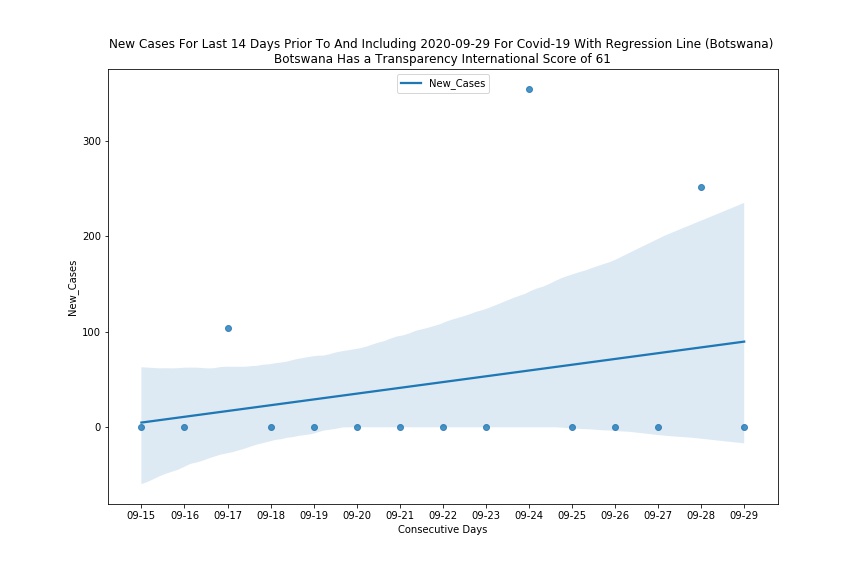 New Cases For Last 14 Days Prior To And Including 2020-09-29 For Covid-19 With Regression Line (Botswana)
Botswana Has a Transparency International Score of 61
New_Cases
300
200
100
0
New_Cases
09-15 09-16 09-17 09-18 09-19 09-20 09-21 09-22 09-23 09-24 09-25 09-26 09-27 09-28 09-29
Consecutive Days